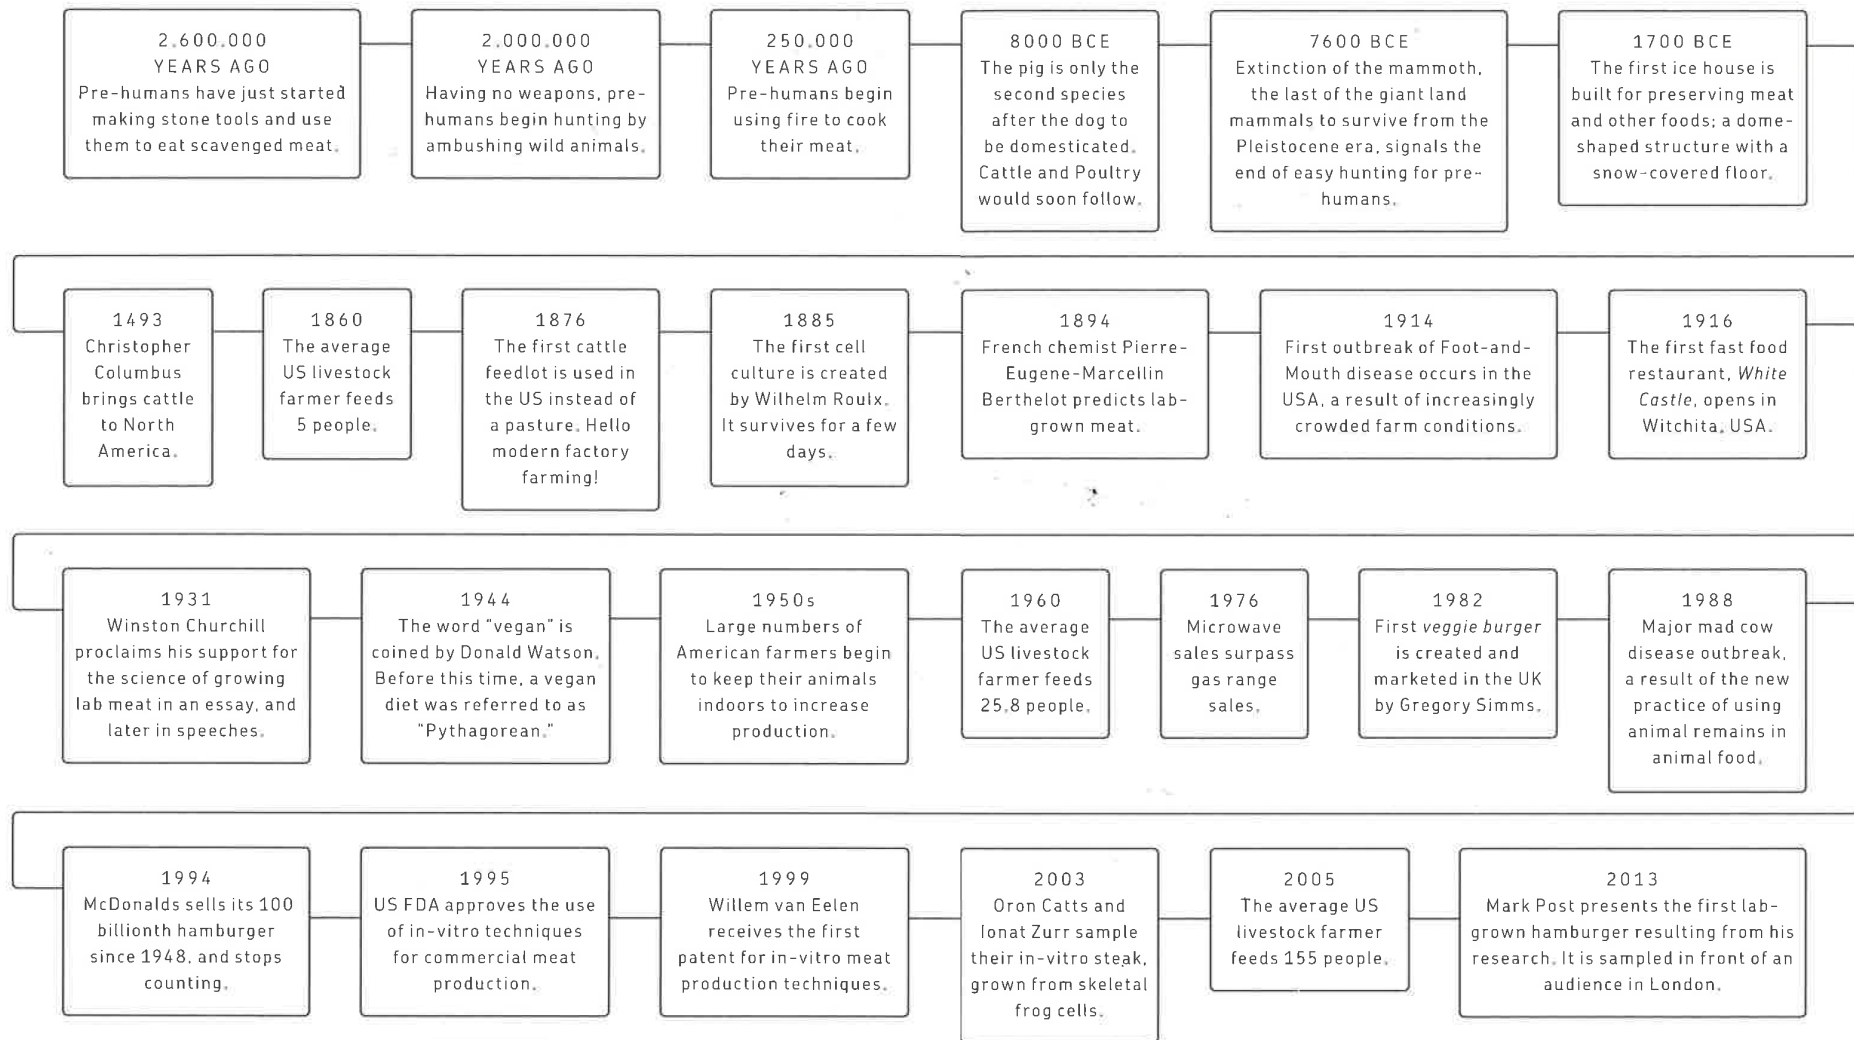 2.600.000
YEARS AGO
Pre-humans have just started
making stone tools and use
them to eat scavenged meat.
2.000.000
YEARS AGO
Having no weapons, pre-
humans begin hunting by
ambushing wild animals.
250.000
YEARS AGO
Pre-humans begin
using fire to cook
their meat.
8000 BCE
The pig is only the
second species
after the dog to
be domesticated.
Cattle and Poultry
would soon follow.
7600 BCE
Extinction of the mammoth,
the last of the giant land
mammals to survive from the
Pleistocene era, signals the
end of easy hunting for pre-
humans.
1700 BCE
The first ice house is
built for preserving meat
and other foods; a dome-
shaped structure with a
snow-covered floor.
1493
Christopher
Columbus
brings cattle
to North
America.
1860
The average
US livestock
farmer feeds
5 people.
1876
The first cattle
feedlot is used in
the US instead of
a pasture. Hello
modern factory
farming!
1885
The first cell
culture is created
by Wilhelm Roulx.
It survives for a few
days.
1894
French chemist Pierre-
Eugene-Marcellin
Berthelot predicts lab-
grown meat.
1914
First outbreak of Foot-and-
Mouth disease occurs in the
USA, a result of increasingly
crowded farm conditions.
1916
The first fast food
restaurant, White
Castle, opens in
Witchita, USA.
1931
Winston Churchill
proclaims his support for
the science of growing
lab meat in an essay, and
later in speeches.
1944
The word "vegan" is
coined by Donald Watson.
Before this time, a vegan
diet was referred to as
"Pythagorean."
1950s
Large numbers of
American farmers begin
to keep their animals
indoors to increase
production.
1960
The average
US livestock
farmer feeds
25,8 people.
1976
Microwave
sales surpass
gas range
sales.
1982
First veggie burger
is created and
marketed in the UK
by Gregory Simms.
1988
Major mad cow
disease outbreak,
a result of the new
practice of using
animal remains in
animal food.
1994
McDonalds sells its 100
billionth hamburger
since 1948, and stops
counting.
1995
US FDA approves the use
of in-vitro techniques
for commercial meat
production.
1999
Willem van Eelen
receives the first
patent for in-vitro meat
production techniques.
2003
Oron Catts and
Ionat Zurr sample
their in-vitro steak,
grown from skeletal
frog cells.
2005
The average US
livestock farmer
feeds 155 people.
2013
Mark Post presents the first lab-
grown hamburger resulting from his
research. It is sampled in front of an
audience in London.